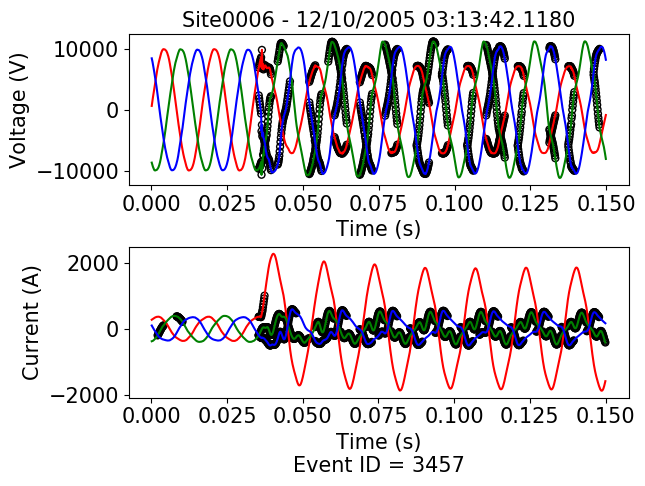 Site0006 - 12/10/2005 03:13:42.1180
Voltage (V)
10000
0
−10000
0.000 0.025 0.050 0.075 0.100 0.125 0.150
Time (s)
Current (A)
2000
0
−2000
0.000 0.025 0.050 0.075 0.100 0.125 0.150
Time (s)
Event ID = 3457